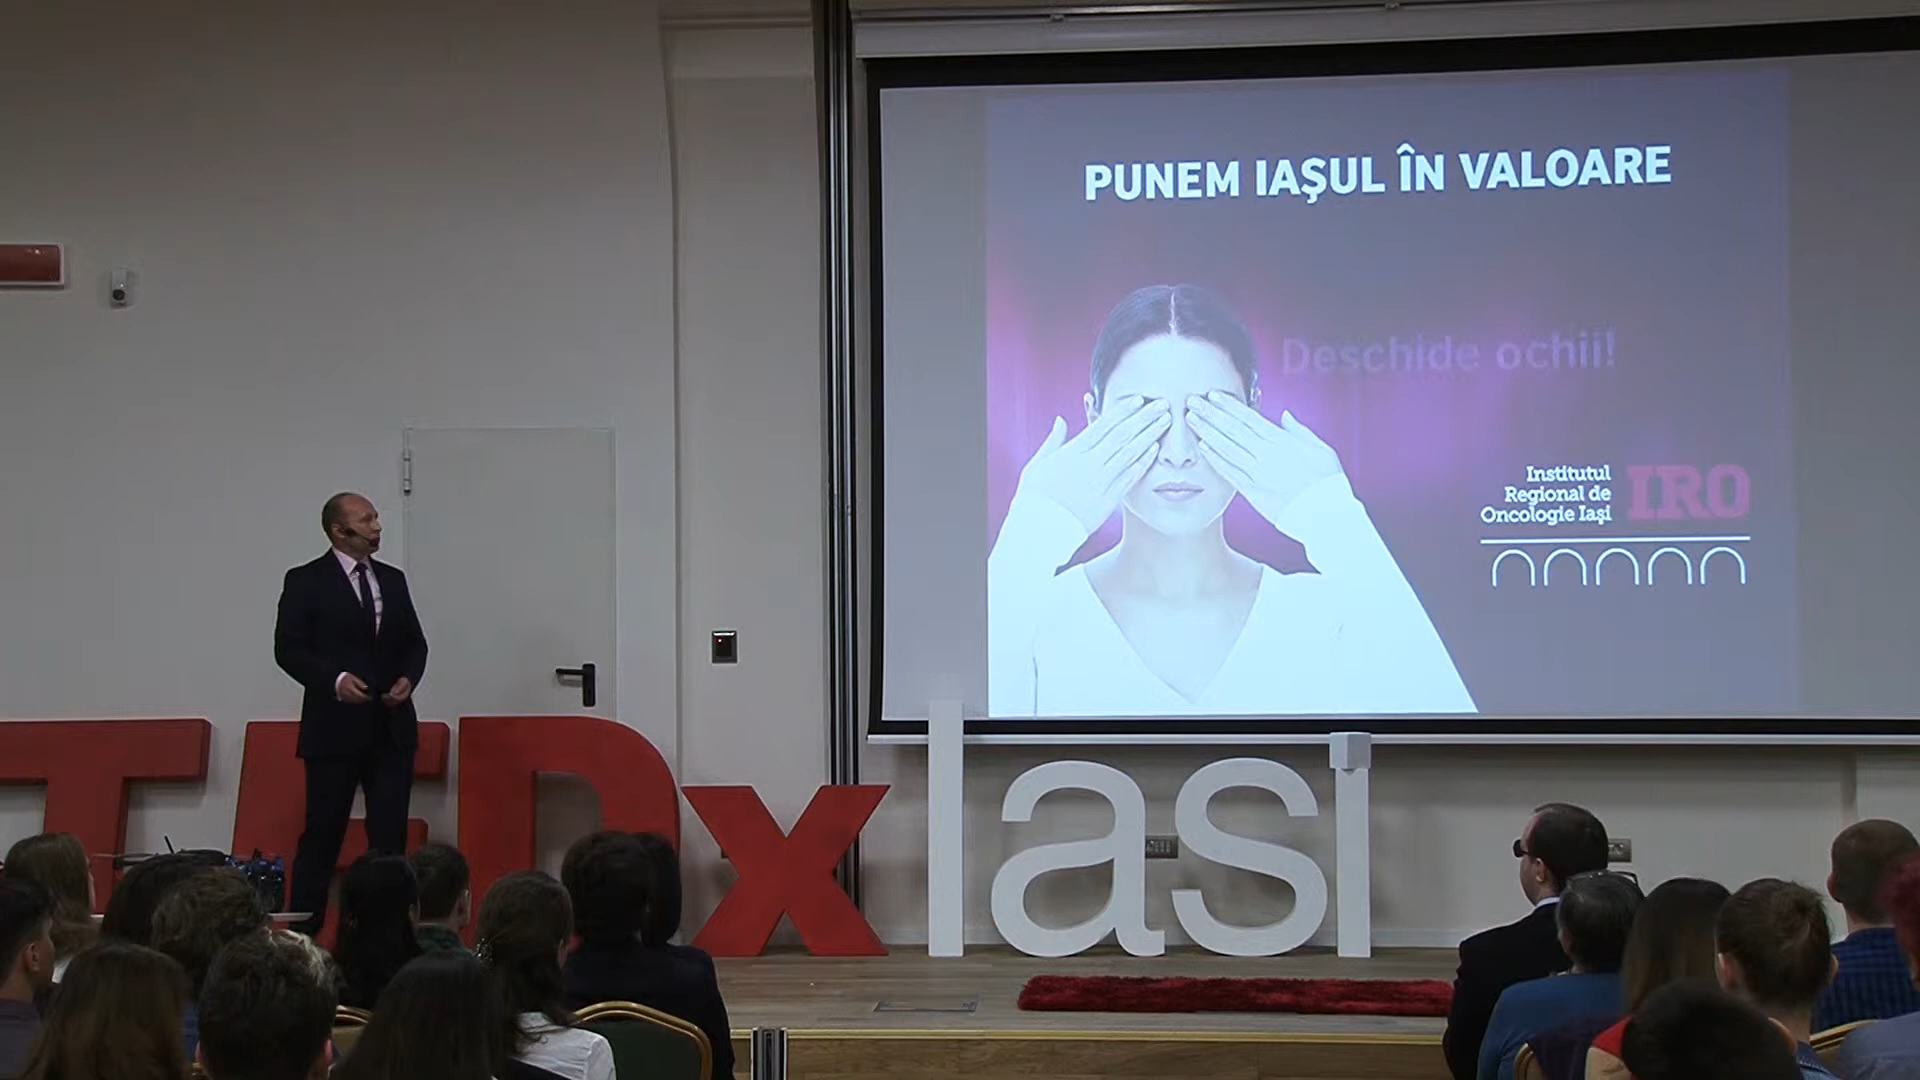 PUNEM IAŞUL ÎN VALOARE
Deschide ochii!
Institutul
Regional de
Oncologie Iaşi
IRO
TEDx
Iasi